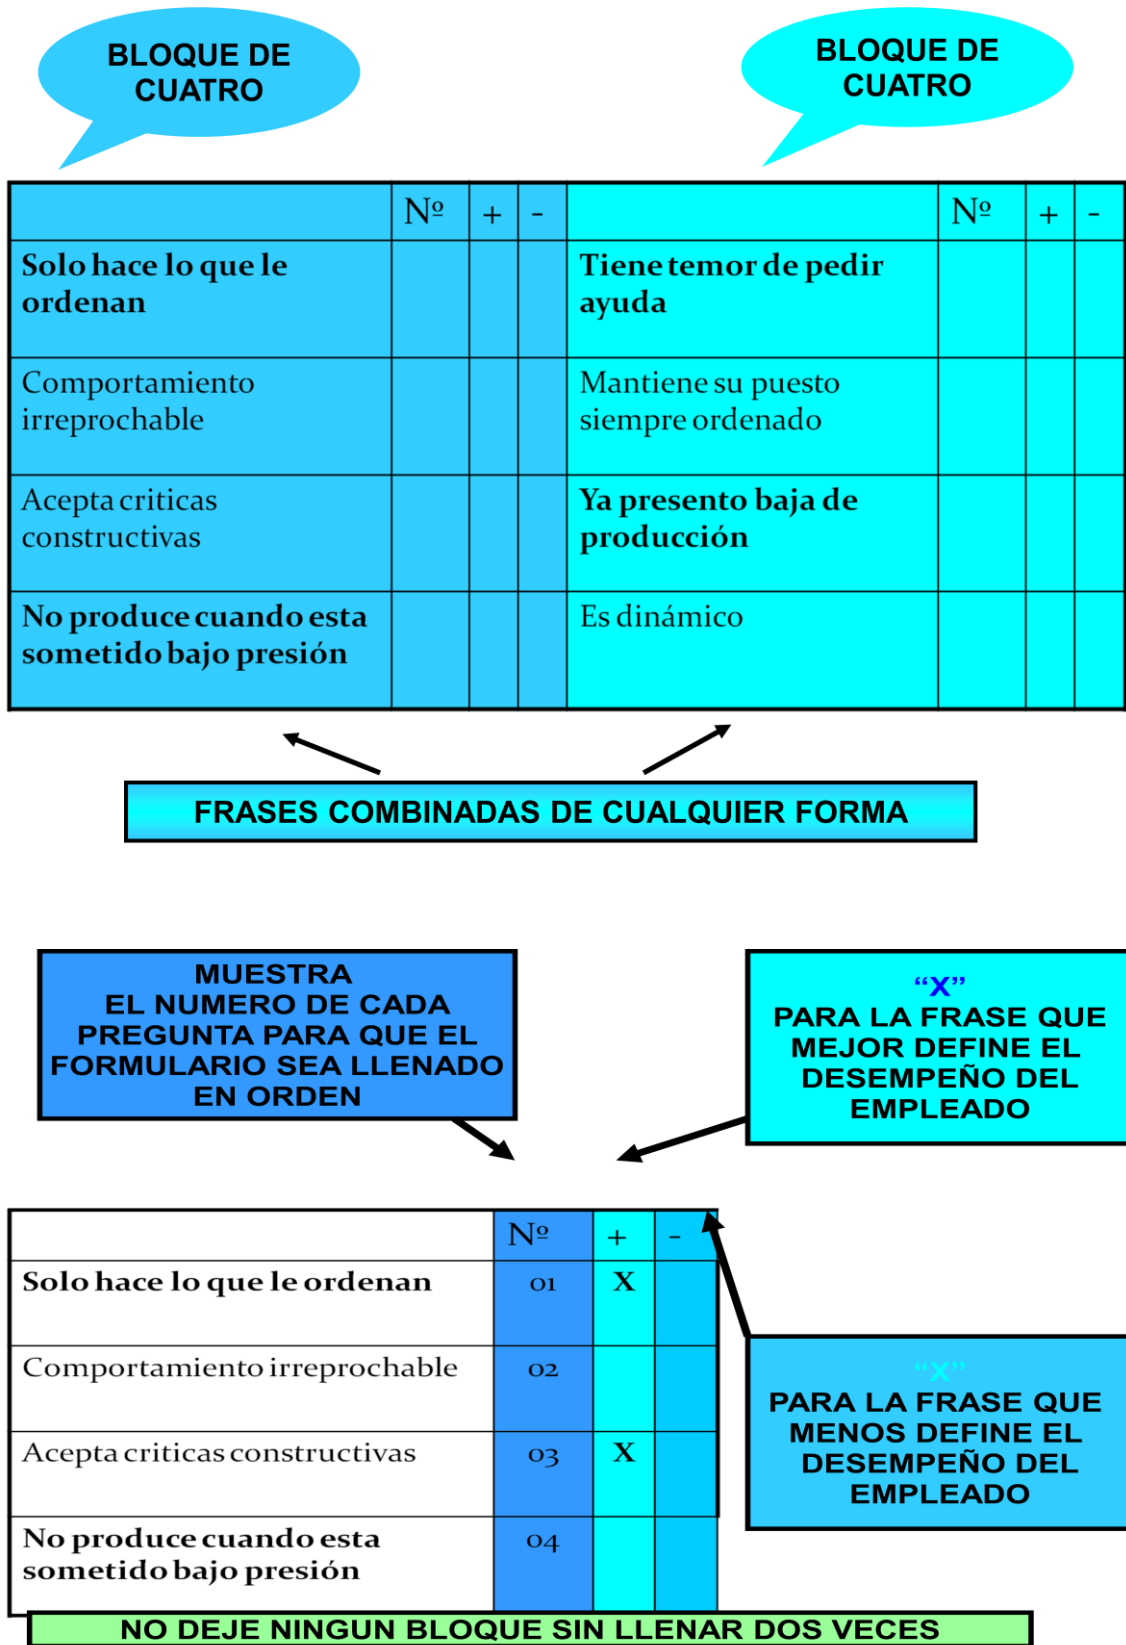 BLOQUE DE
CUATRO
BLOQUE DE
CUATRO
Nº + - Nº + -
Solo hace lo que le
ordenan
Tiene temor de pedir
ayuda
Comportamiento
irreprochable
Mantiene su puesto
siempre ordenado
Acepta criticas
constructivas
Ya presento baja de
producción
No produce cuando esta
sometido bajo presión
Es dinámico
FRASES COMBINADAS DE CUALQUIER FORMA
MUESTRA
EL NUMERO DE CADA
PREGUNTA PARA QUE EL
FORMULARIO SEA LLENADO
EN ORDEN
“X”
PARA LA FRASE QUE
MEJOR DEFINE EL
DESEMPEÑO DEL
EMPLEADO
Nº + -
Solo hace lo que le ordenan 01 X
Comportamiento irreprochable 02
Acepta criticas constructivas 03 X
No produce cuando esta 04
sometido bajo presión
“X”
PARA LA FRASE QUE
MENOS DEFINE EL
DESEMPEÑO DEL
EMPLEADO
NO DEJE NINGUN BLOQUE SIN LLENAR DOS VECES